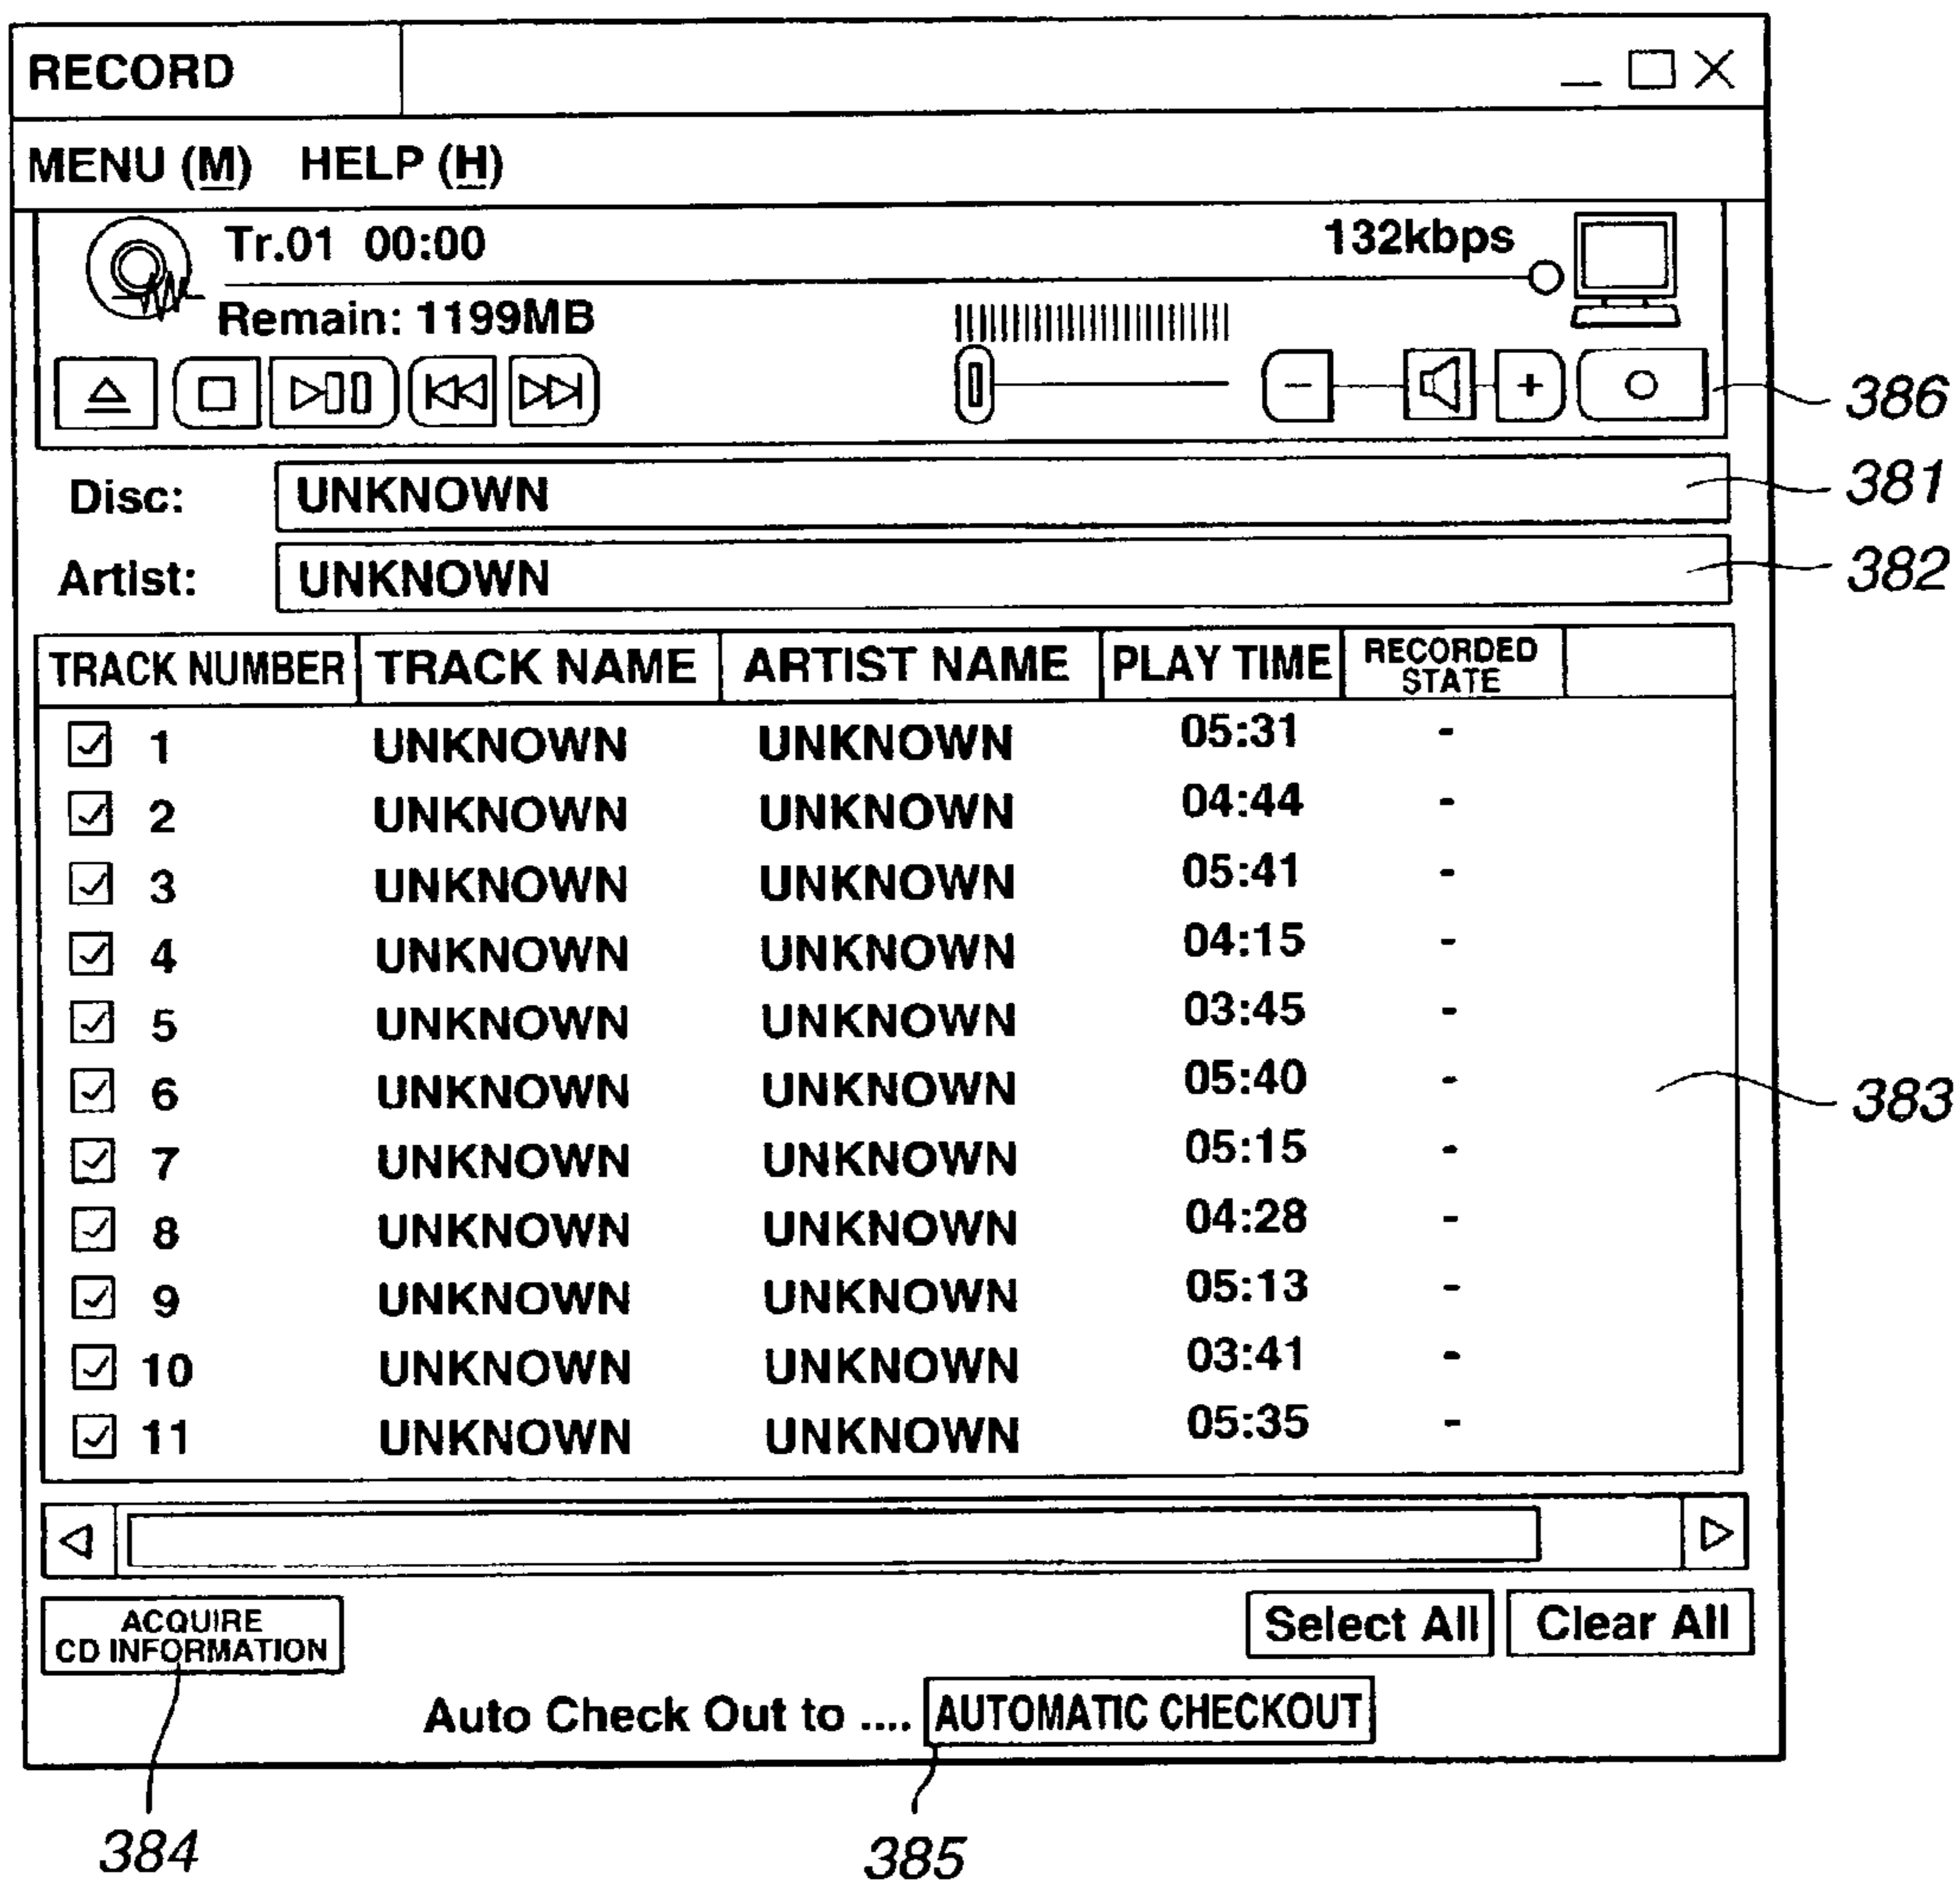 RECORD
MENU (M) HELP (H)
Tr.01 00:00 132kbps
Remain: 1199MB
386
Disc: UNKNOWN 381
Artist: UNKNOWN 382
TRACK NUMBER TRACK NAME ARTIST NAME PLAY TIME RECORDED STATE
1 UNKNOWN UNKNOWN 05:31 -
2 UNKNOWN UNKNOWN 04:44 -
3 UNKNOWN UNKNOWN 05:41 -
4 UNKNOWN UNKNOWN 04:15 -
5 UNKNOWN UNKNOWN 03:45 -
6 UNKNOWN UNKNOWN 05:40 - 383
7 UNKNOWN UNKNOWN 05:15 -
8 UNKNOWN UNKNOWN 04:28 -
9 UNKNOWN UNKNOWN 05:13 -
10 UNKNOWN UNKNOWN 03:41 -
11 UNKNOWN UNKNOWN 05:35 -
ACQUIRE
CD INFORMATION
Select All Clear All
Auto Check Out to .... AUTOMATIC CHECKOUT
384 385